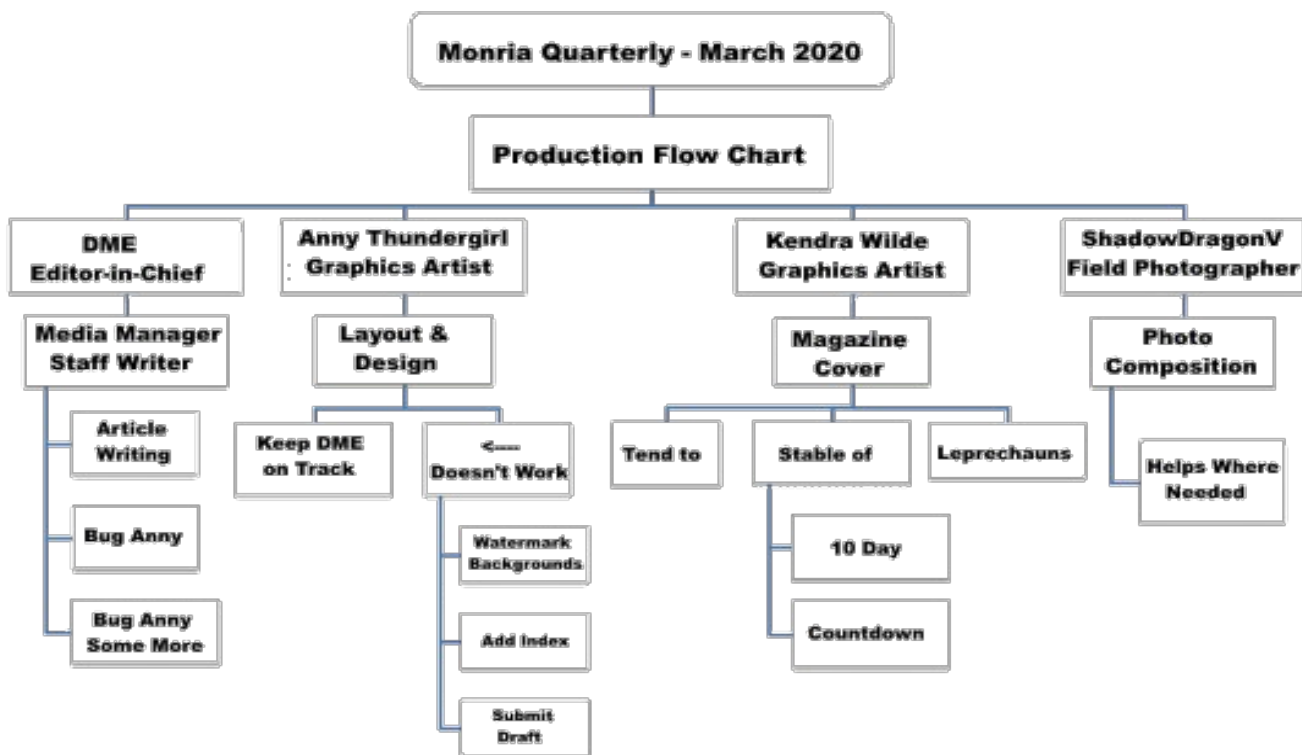 Monria Quarterly - March 2020
Production Flow Chart
DME
Editor-in-Chief
Anny Thundergirl
Graphics Artist
Kendra Wilde
Graphics Artist
ShadowDragonV
Field Photographer
Media Manager
Staff Writer
Layout &
Design
Magazine
Cover
Photo
Composition
Article
Writing
Keep DME
on Track
<----
Doesn't Work
Tend to
Stable of
Leprechauns
Helps Where
Needed
Bug Anny
Watermark
Backgrounds
10 Day
Bug Anny
Some More
Add Index
Countdown
Submit
Draft